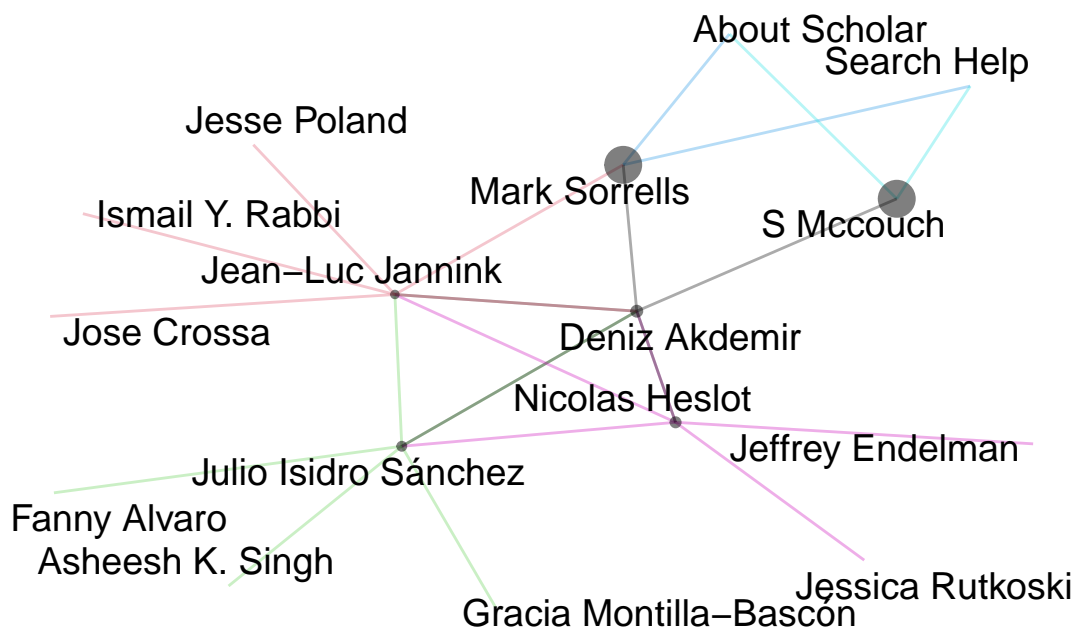 About Scholar
Search Help
Jesse Poland
Mark Sorrells
Ismail Y. Rabbi
S Mccouch
Jean−Luc Jannink
Jose Crossa
Deniz Akdemir
Nicolas Heslot
Jeffrey Endelman
Julio Isidro Sánchez
Fanny Alvaro
Asheesh K. Singh
Jessica Rutkoski
Gracia Montilla−Bascón